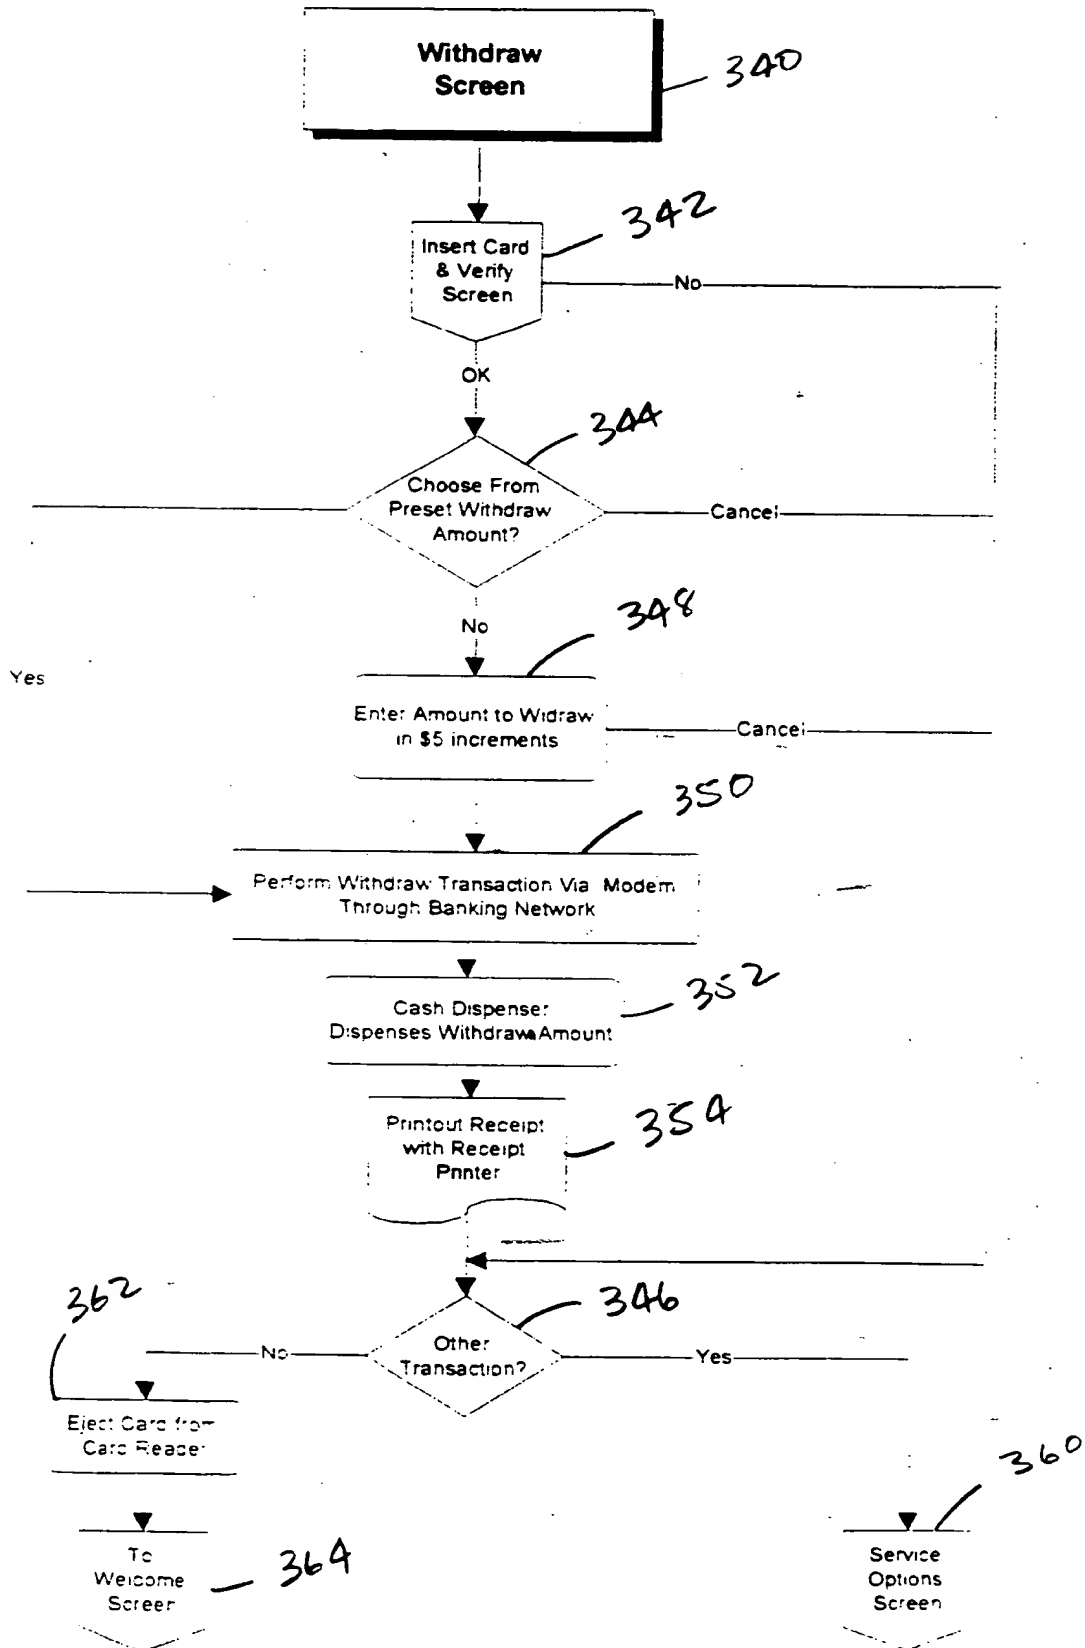 Withdraw
Screen
340
342
Insert Card
& Verify
Screen
No
OK
344
Choose From
Preset Withdraw
Amount?
Cancel
No
348
Yes
Enter Amount to Widraw
in $5 increments
Cancel
350
Perform Withdraw Transaction Via Modem
Through Banking Network
352
Cash Dispenser
Dispenses Withdraw Amount
354
Printout Receipt
with Receipt
Printer
362
346
Other
Transaction?
No
Yes
Eject Card from
Card Reader
360
To
Welcome
Screen
364
Service
Options
Screen